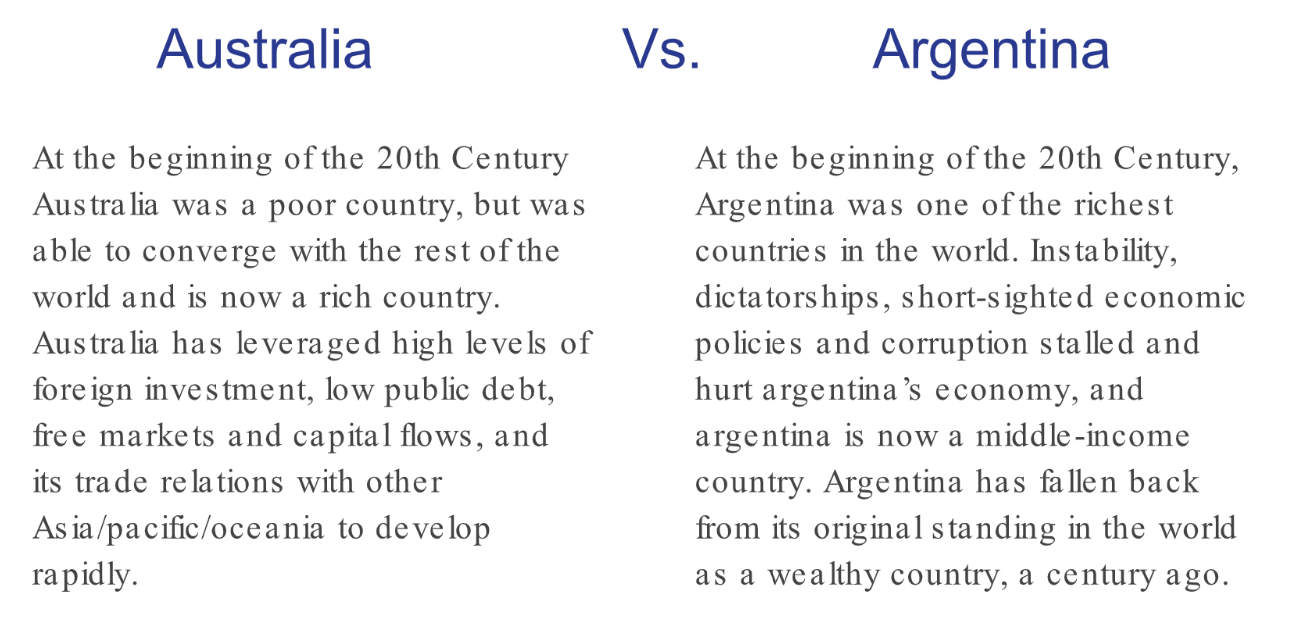 Australia Vs. Argentina
At the beginning of the 20th Century
Australia was a poor country, but was
able to converge with the rest of the
world and is now a rich country.
Australia has leveraged high levels of
foreign investment, low public debt,
free markets and capital flows, and
its trade relations with other
Asia/pacific/oceania to develop
rapidly.
At the beginning of the 20th Century,
Argentina was one of the richest
countries in the world. Instability,
dictatorships, short-sighted economic
policies and corruption stalled and
hurt argentina’s economy, and
argentina is now a middle-income
country. Argentina has fallen back
from its original standing in the world
as a wealthy country, a century ago.